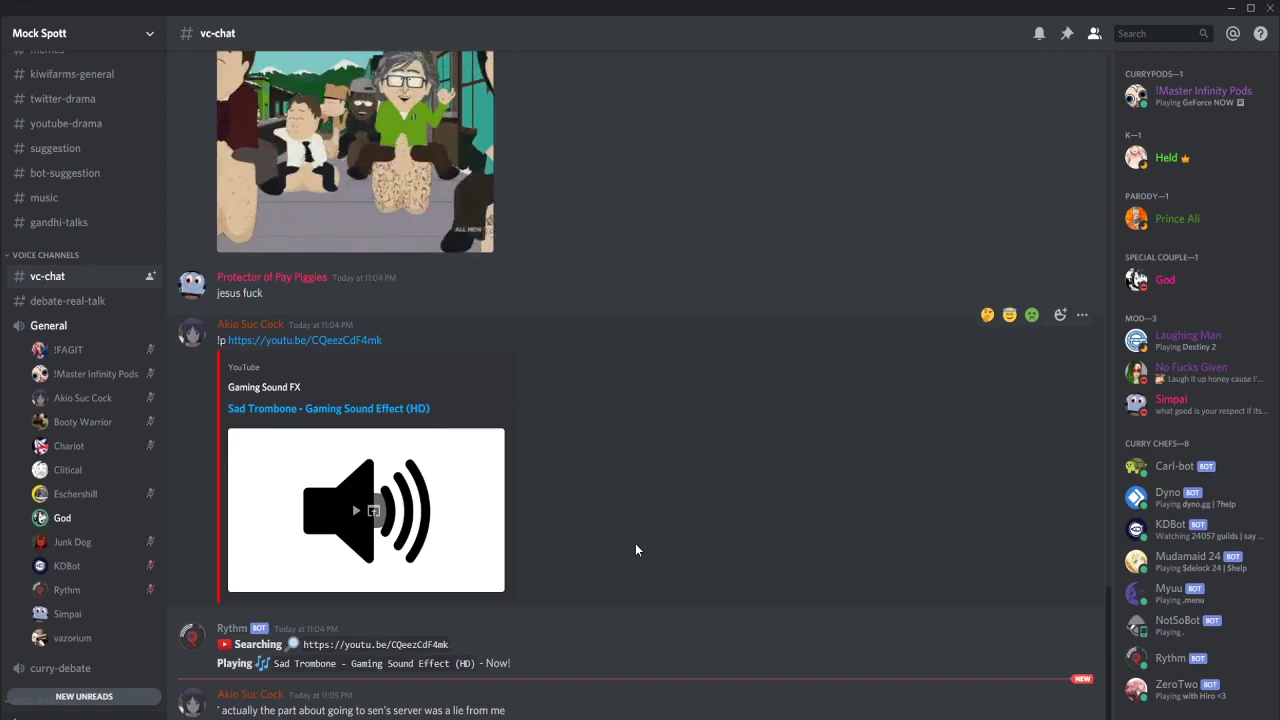 Mock Spott
vc-chat
Search
memes
kiwifarms-general
twitter-drama
youtube-drama
suggestion
bot-suggestion
music
gandhi-talks
VOICE CHANNELS
vc-chat
debate-real-talk
General
!FAGIT
!Master Infinity Pods
Akio Suc Cock
Booty Warrior
Chariot
Clitical
Eschershill
God
Junk Dog
KDBot
Rythm
Simpai
vazorium
curry-debate
NEW UNREADS
ALL NEW
Protector of Pay Piggies Today at 11:04 PM
jesus fuck
Akio Suc Cock Today at 11:04 PM
!p https://youtu.be/CQeezCdF4mk
YouTube
Gaming Sound FX
Sad Trombone - Gaming Sound Effect (HD)
Rythm BOT Today at 11:04 PM
Searching https://youtu.be/CQeezCdF4mk
Playing Sad Trombone - Gaming Sound Effect (HD) - Now!
NEW
Akio Suc Cock Today at 11:05 PM
' actually the part about going to sen's server was a lie from me
CURRYPODS—1
!Master Infinity Pods
Playing GeForce NOW
K—1
Held
PARODY—1
Prince Ali
SPECIAL COUPLE—1
God
MOD—3
Laughing Man
Playing Destiny 2
No Fucks Given
Laugh it up honey cause I'...
Simpai
what good is your respect if its...
CURRY CHEFS—8
Carl-bot BOT
Dyno BOT
Playing dyno.gg | ?help
KDBot BOT
Watching 24057 guilds | say ...
Mudamaid 24 BOT
Playing $delock 24 | $help
Myuu BOT
Playing .menu
NotSoBot BOT
Playing .
Rythm BOT
ZeroTwo BOT
Playing with Hiro <3